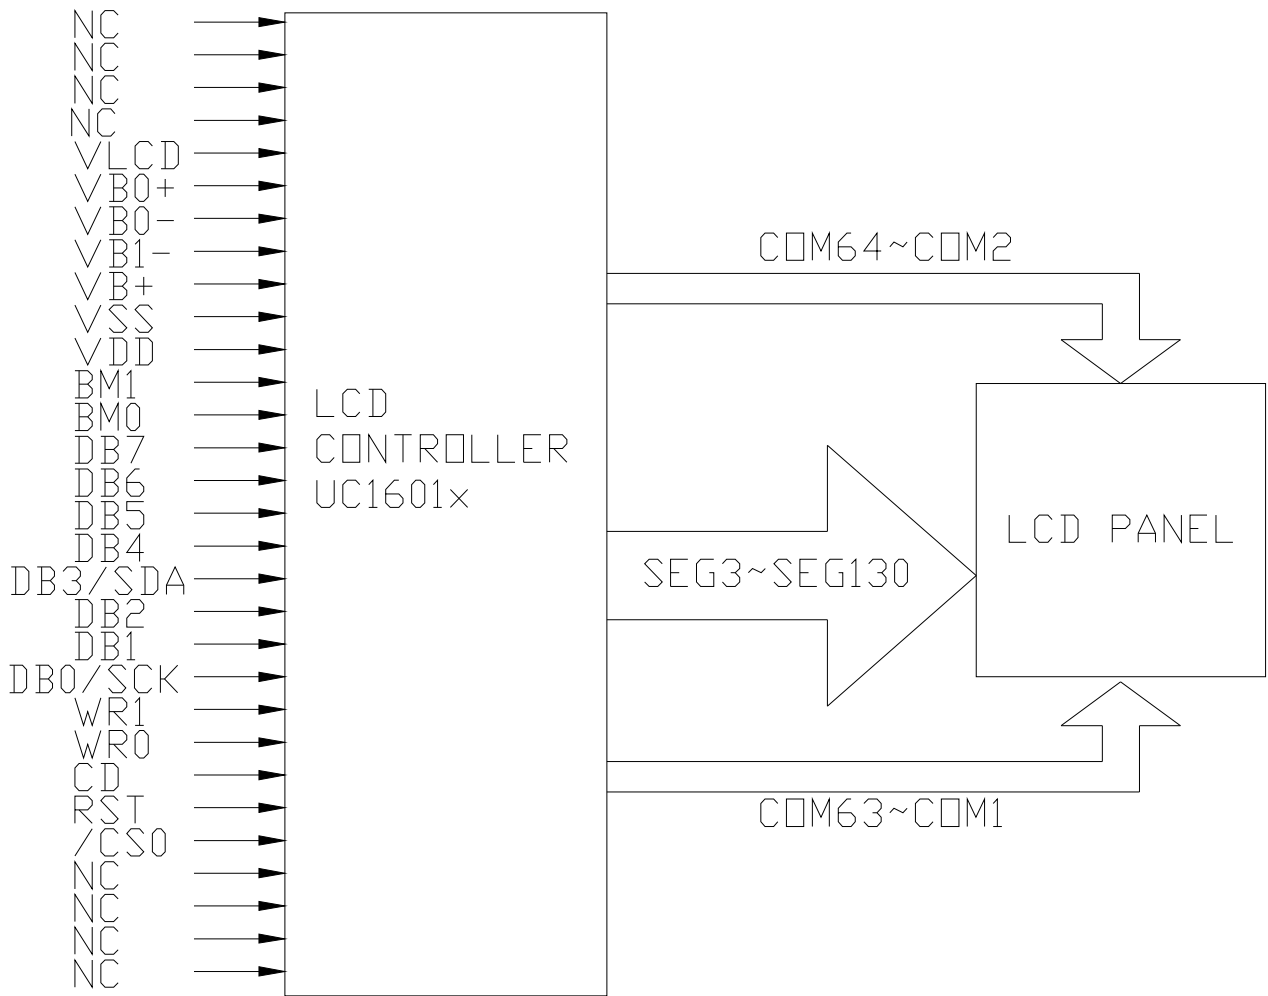 NC
NC
NC
NC
VLCD
VB0+
VB0-
VB1-
VB+
VSS
VDD
BM1
BM0
DB7
DB6
DB5
DB4
DB3/SDA
DB2
DB1
DB0/SCK
WR1
WR0
CD
RST
/CS0
NC
NC
NC
NC
LCD
CONTROLLER
UC1601x
COM64~COM2
SEG3~SEG130
COM63~COM1
LCD PANEL